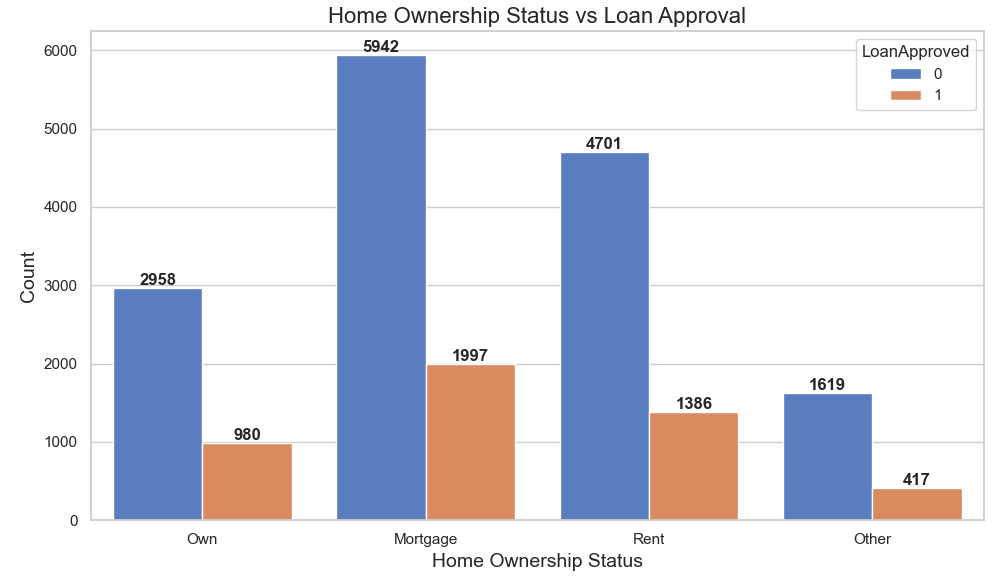 Home Ownership Status vs Loan Approval
LoanApproved
0
1
Count
6000
5000
4000
3000
2000
1000
0
2958
980
5942
1997
4701
1386
1619
417
Own
Mortgage
Rent
Other
Home Ownership Status